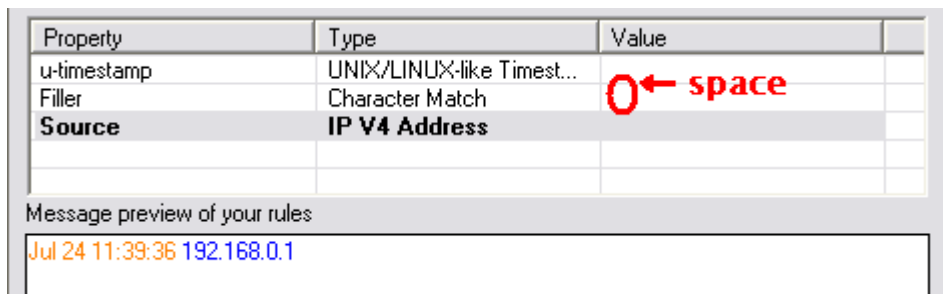 Property Type Value
u-timestamp UNIX/LINUX-like Timest...
Filler Character Match ← space
Source IP V4 Address
Message preview of your rules
Jul 24 11:39:36 192.168.0.1